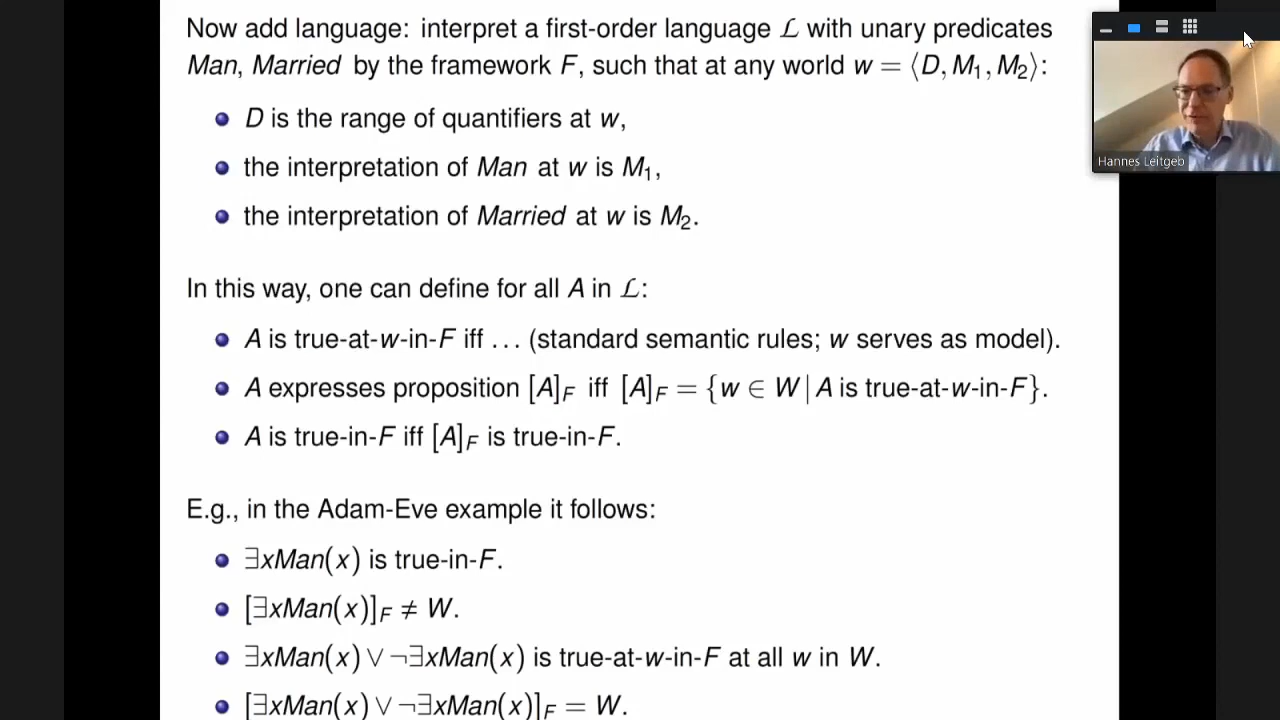 Now add language: interpret a first-order language ℒ with unary predicates
Man, Married by the framework F, such that at any world w = ⟨D, M₁, M₂⟩:
D is the range of quantifiers at w,
the interpretation of Man at w is M₁,
the interpretation of Married at w is M₂.
In this way, one can define for all A in ℒ:
A is true-at-w-in-F iff ... (standard semantic rules; w serves as model).
A expresses proposition [A]_F iff [A]_F = {w ∈ W | A is true-at-w-in-F}.
A is true-in-F iff [A]_F is true-in-F.
E.g., in the Adam-Eve example it follows:
∃xMan(x) is true-in-F.
[∃xMan(x)]_F ≠ W.
∃xMan(x) ∨ ¬∃xMan(x) is true-at-w-in-F at all w in W.
[∃xMan(x) ∨ ¬∃xMan(x)]_F = W.
Hannes Leitgeb